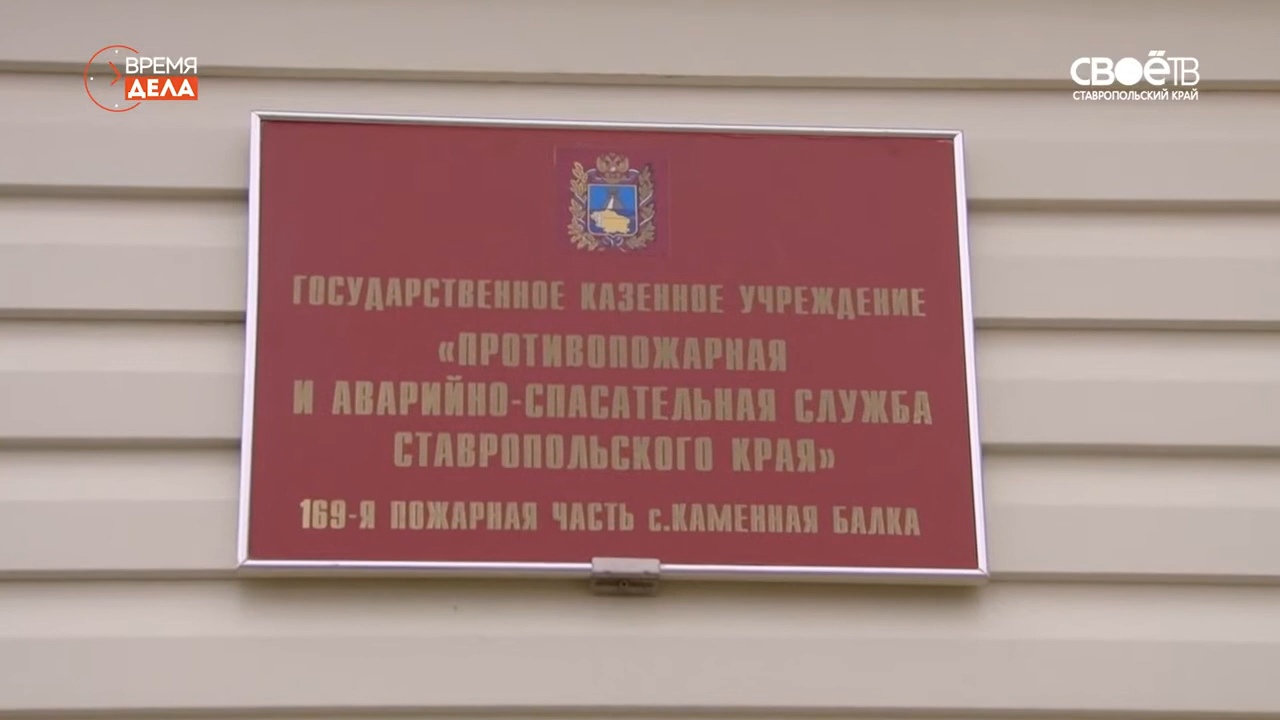 ВРЕМЯ
ДЕЛА
СВОЁТВ
СТАВРОПОЛЬСКИЙ КРАЙ
ГОСУДАРСТВЕННОЕ КАЗЕННОЕ УЧРЕЖДЕНИЕ
«ПРОТИВОПОЖАРНАЯ
И АВАРИЙНО-СПАСАТЕЛЬНАЯ СЛУЖБА
СТАВРОПОЛЬСКОГО КРАЯ»
169-Я ПОЖАРНАЯ ЧАСТЬ с.КАМЕННАЯ БАЛКА